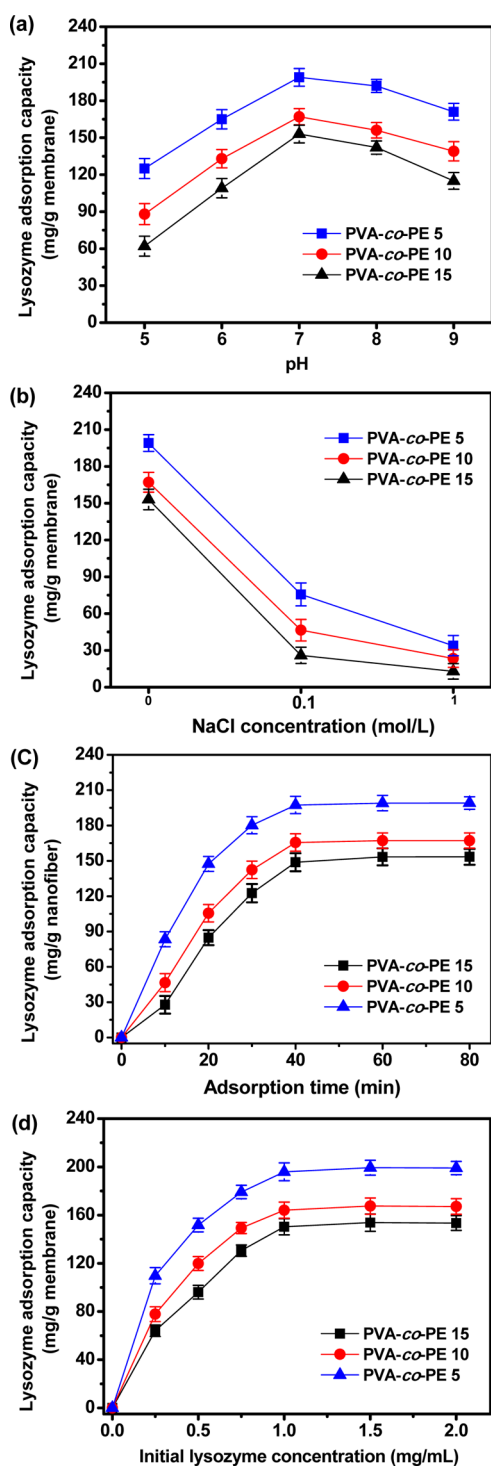 (a)
Lysozyme adsorption capacity
(mg/g membrane)
240
210
180
150
120
90
60
30
0
PVA-co-PE 5
PVA-co-PE 10
PVA-co-PE 15
5 6 7 8 9
pH
(b)
Lysozyme adsorption capacity
(mg/g membrane)
240
210
180
150
120
90
60
30
0
PVA-co-PE 5
PVA-co-PE 10
PVA-co-PE 15
0 0.1 1
NaCl concentration (mol/L)
(C)
Lysozyme adsorption capacity
(mg/g nanofiber)
240
210
180
150
120
90
60
30
0
PVA-co-PE 15
PVA-co-PE 10
PVA-co-PE 5
0 20 40 60 80
Adsorption time (min)
(d)
Lysozyme adsorption capacity
(mg/g membrane)
240
200
160
120
80
40
0
PVA-co-PE 15
PVA-co-PE 10
PVA-co-PE 5
0.0 0.5 1.0 1.5 2.0
Initial lysozyme concentration (mg/mL)